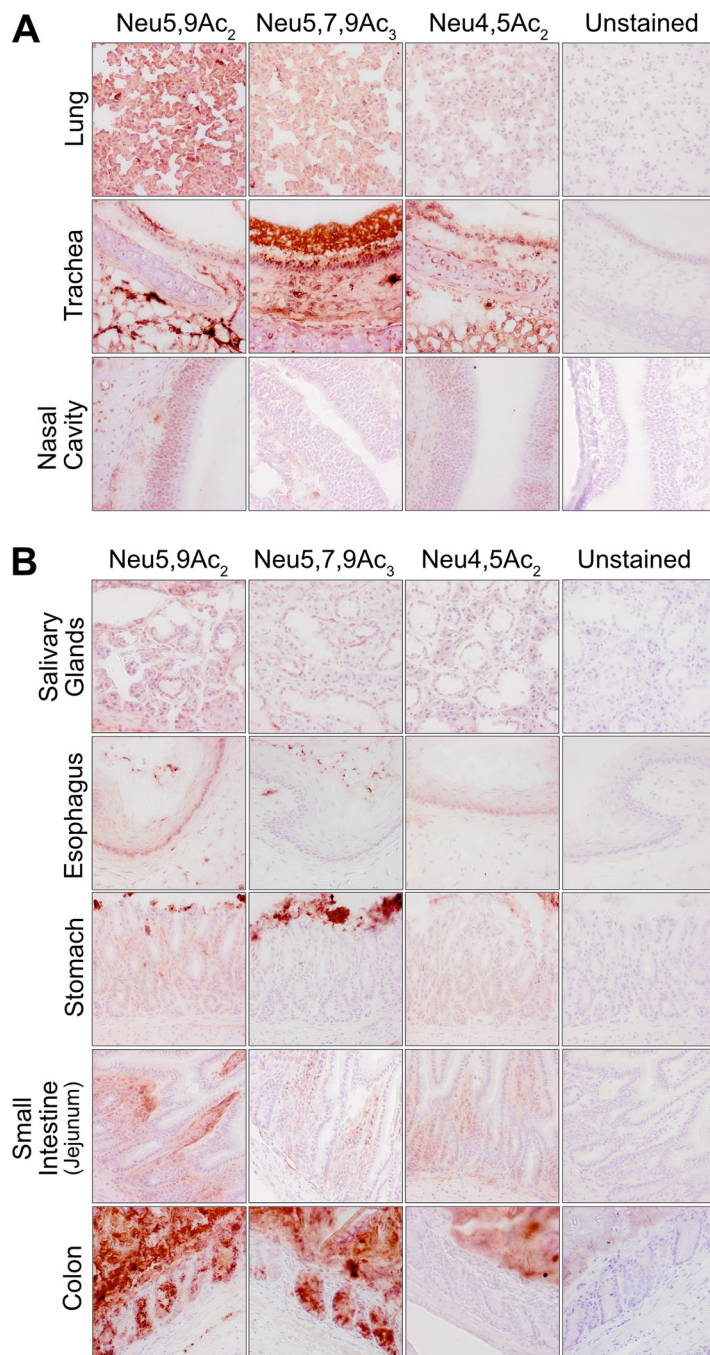 A
Neu5,9Ac₂ Neu5,7,9Ac₃ Neu4,5Ac₂ Unstained
Lung
Trachea
Nasal
Cavity
B
Neu5,9Ac₂ Neu5,7,9Ac₃ Neu4,5Ac₂ Unstained
Salivary
Glands
Esophagus
Stomach
Small
Intestine
(Jejunum)
Colon